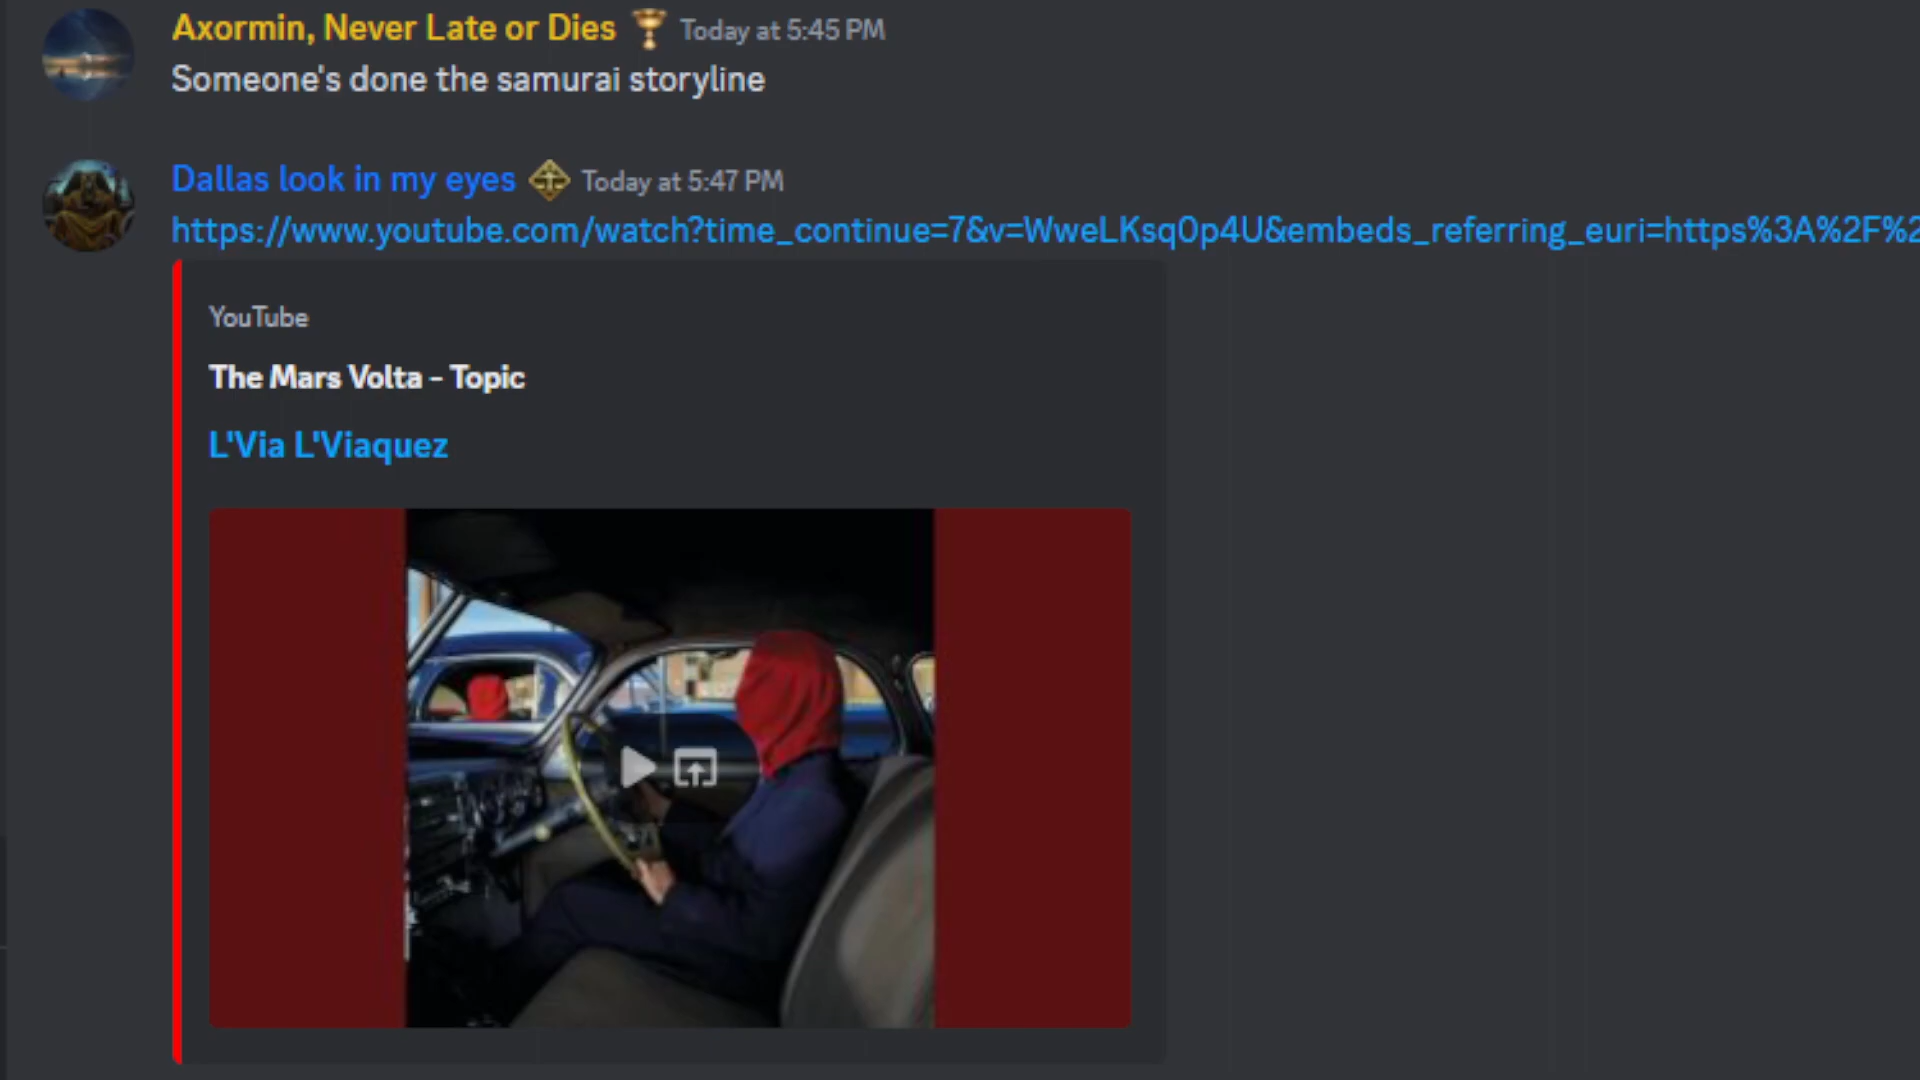 Axormin, Never Late or Dies Today at 5:45 PM
Someone's done the samurai storyline
Dallas look in my eyes Today at 5:47 PM
https://www.youtube.com/watch?time_continue=7&v=WweLKsq0p4U&embeds_referring_euri=https%3A%2F%2
YouTube
The Mars Volta - Topic
L'Via L'Viaquez